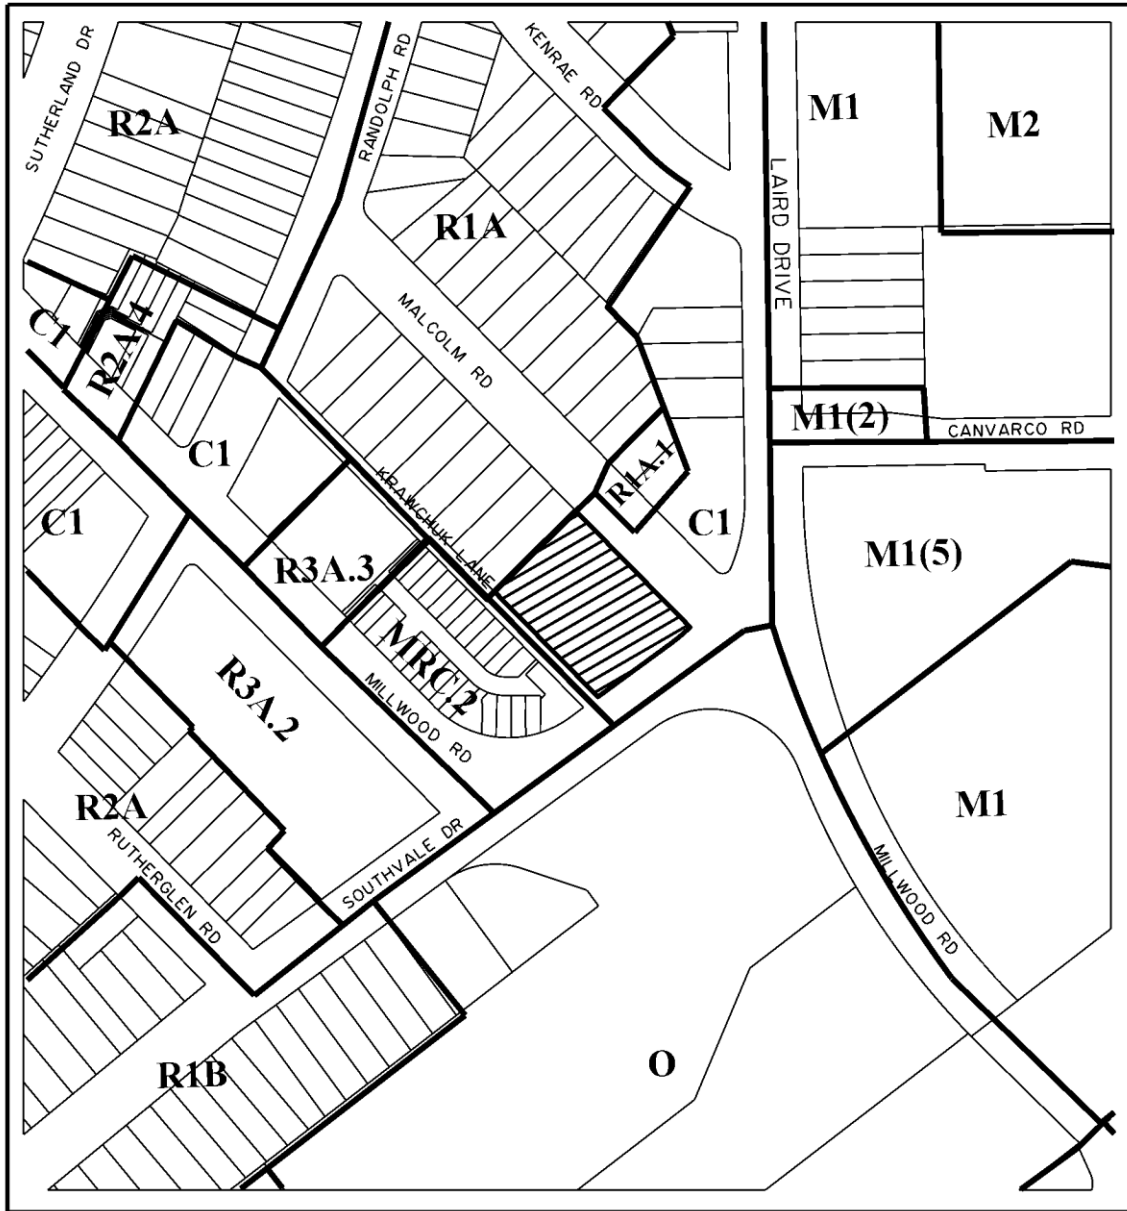 SUTHERLAND DR
R2A
RANDOLPH RD
KENRAE RD
M1
M2
LAIRD DRIVE
R1A
MALCOLM RD
C1
R2A.4
C1
M1(2)
CANVARCO RD
R1A.1
C1
C1
KRAWCHUK LANE
M1(5)
R3A.3
MRC.2
R3A.2
MILLWOOD RD
R2A
RUTHERGLEN RD
SOUTHVALE DR
M1
MILLWOOD RD
R1B
O